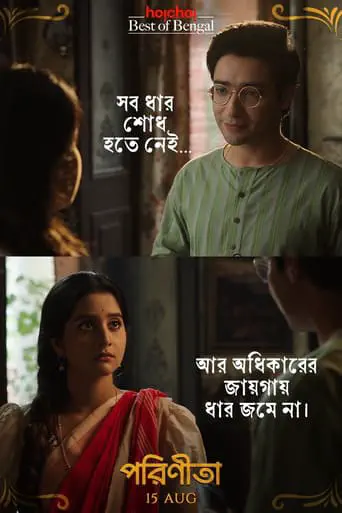 hoichoi
Best of Bengal
সব ধার
শোধ
হতে নেই...
আর অধিকারের
জায়গায়
ধার জমে না।
পরিণীতা
15 AUG